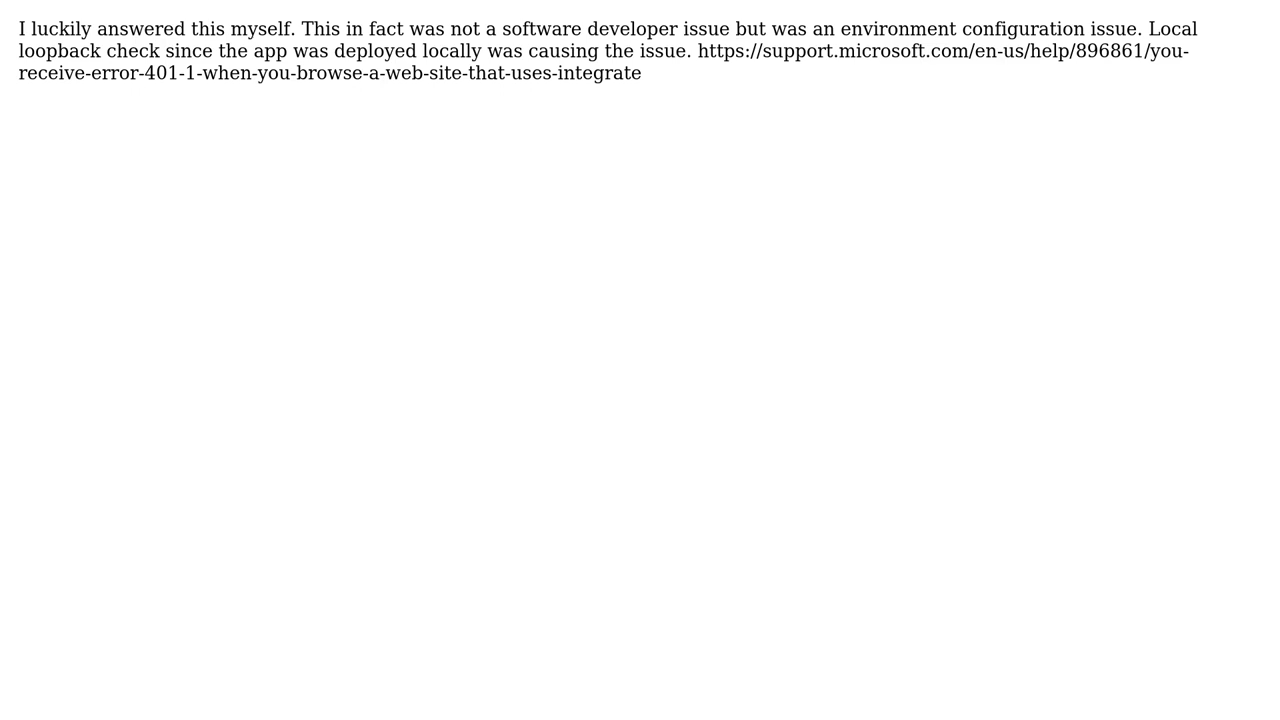 I luckily answered this myself. This in fact was not a software developer issue but was an environment configuration issue. Local
loopback check since the app was deployed locally was causing the issue. https://support.microsoft.com/en-us/help/896861/you-
receive-error-401-1-when-you-browse-a-web-site-that-uses-integrate